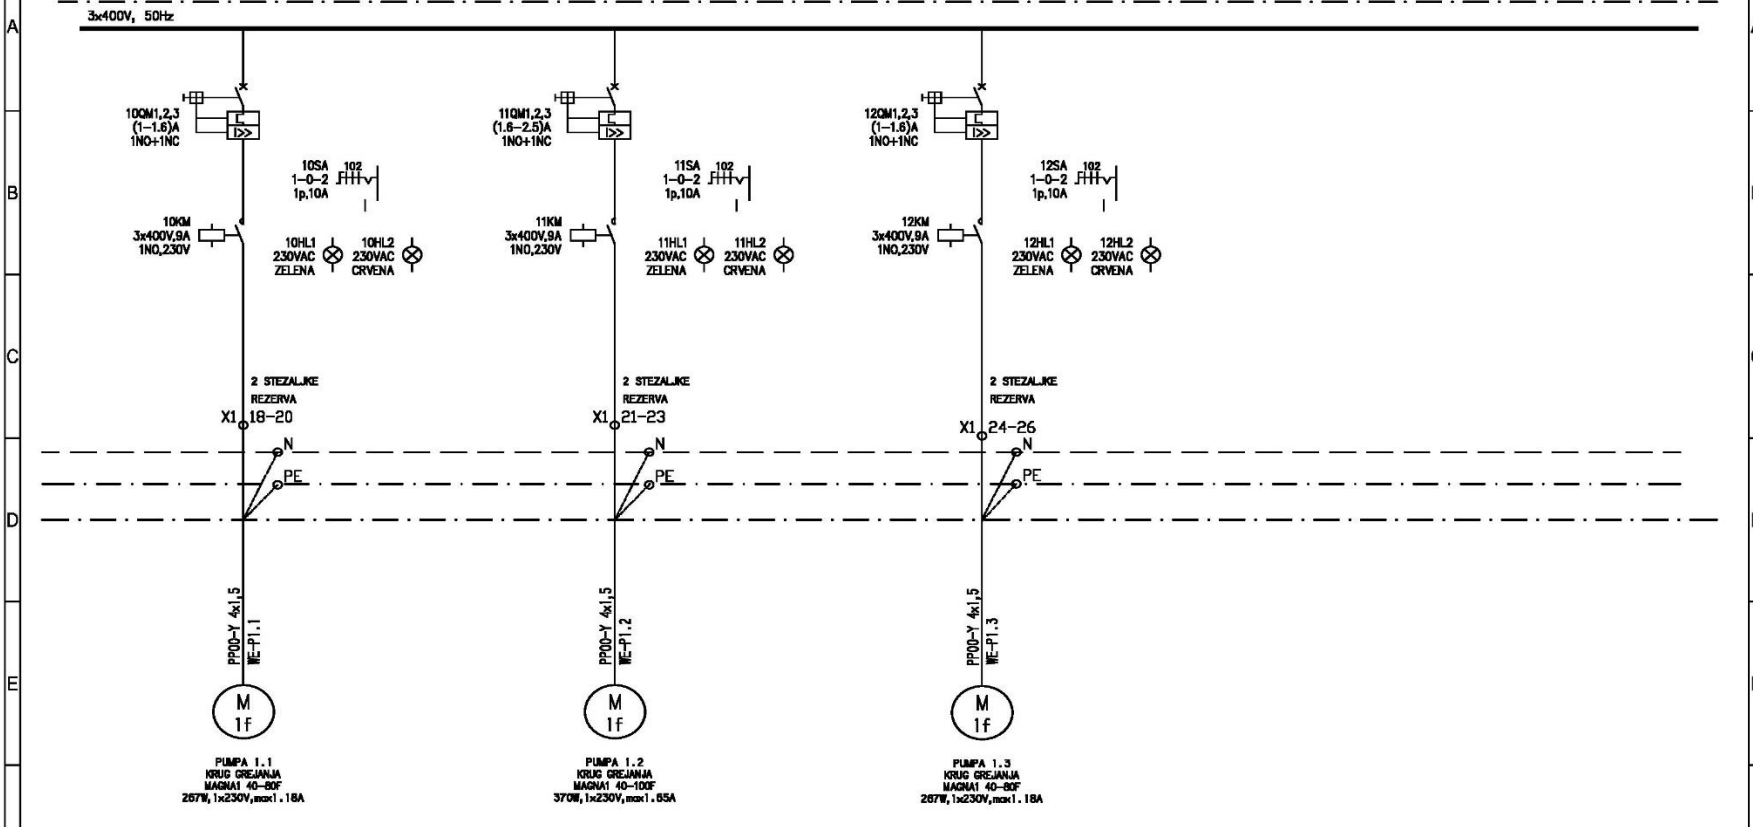 3x400V, 50Hz
A
10QM1,2,3
(1-1.6)A
1NO+1NC
11QM1,2,3
(1.6-2.5)A
1NO+1NC
12QM1,2,3
(1-1.6)A
1NO+1NC
I>>
I>>
I>>
B
10SA
1-0-2
1p,10A
102
11SA
1-0-2
1p,10A
102
12SA
1-0-2
1p,10A
102
10KM
3x400V,9A
1NO,230V
10HL1
230VAC
ZELENA
10HL2
230VAC
CRVENA
11KM
3x400V,9A
1NO,230V
11HL1
230VAC
ZELENA
11HL2
230VAC
CRVENA
12KM
3x400V,9A
1NO,230V
12HL1
230VAC
ZELENA
12HL2
230VAC
CRVENA
C
2 STEZALJKE
REZERVA
X1 18-20
2 STEZALJKE
REZERVA
X1 21-23
2 STEZALJKE
REZERVA
X1 24-26
N
PE
N
PE
N
PE
D
PP00-Y 4x1,5
WE-P1.1
PP00-Y 4x1,5
WE-P1.2
PP00-Y 4x1,5
WE-P1.3
E
M
1f
M
1f
M
1f
PUMPA 1.1
KRUG GREJANJA
MAGNA1 40-80F
267W,1x230V,max1.18A
PUMPA 1.2
KRUG GREJANJA
MAGNA1 40-100F
370W,1x230V,max1.65A
PUMPA 1.3
KRUG GREJANJA
MAGNA1 40-80F
267W,1x230V,max1.18A